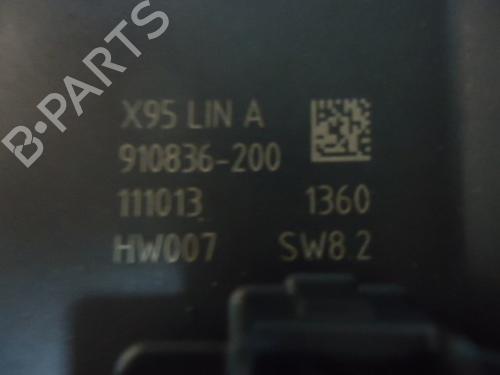 X95 LIN A
910836-200
111013 1360
HW007 SW8.2
B-PARTS